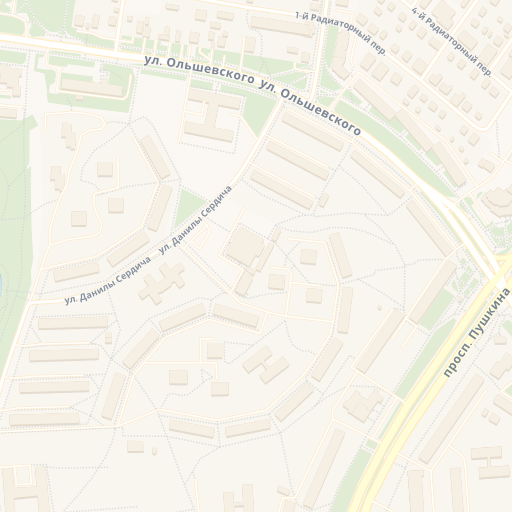 1-й Радиаторный пер.
4-й Радиаторный пер.
ул. Ольшевского
ул. Ольшевского
ул. Данилы Сердича
ул. Данилы Сердича
просп. Пушкина